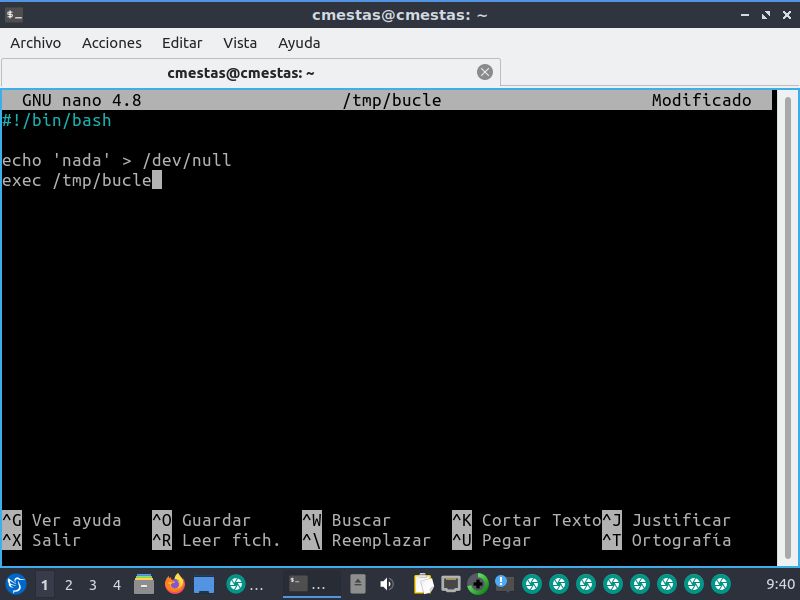 cmestas@cmestas: ~
Archivo Acciones Editar Vista Ayuda
cmestas@cmestas: ~
GNU nano 4.8 /tmp/bucle Modificado
#!/bin/bash
echo 'nada' > /dev/null
exec /tmp/bucle
^G Ver ayuda ^O Guardar ^W Buscar ^K Cortar Texto ^J Justificar
^X Salir ^R Leer fich. ^\ Reemplazar ^U Pegar ^T Ortografía
1 2 3 4 ... ... 9:40